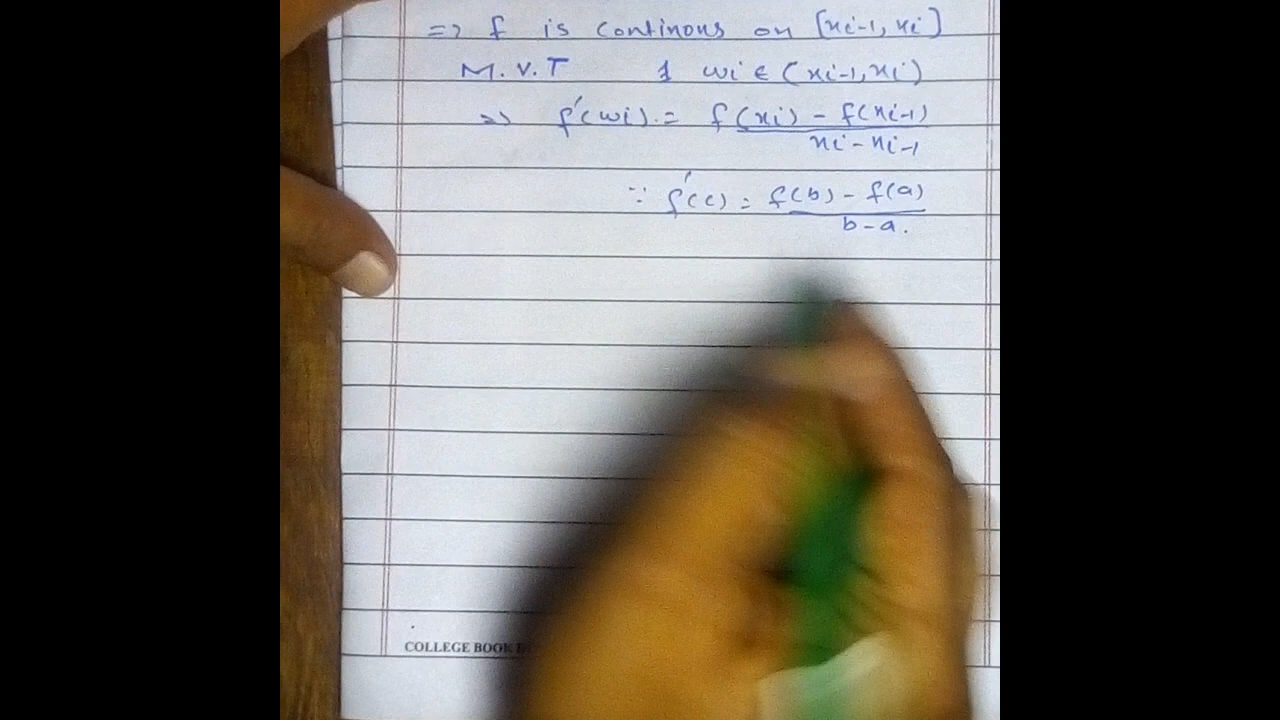 => f is continous on [xi-1, xi]
M.V.T ∃ wi ∈ (xi-1, xi)
=> f'(wi) = f(xi) - f(xi-1)
xi - xi-1
∵ f'(c) = f(b) - f(a)
b-a.
COLLEGE BOOK